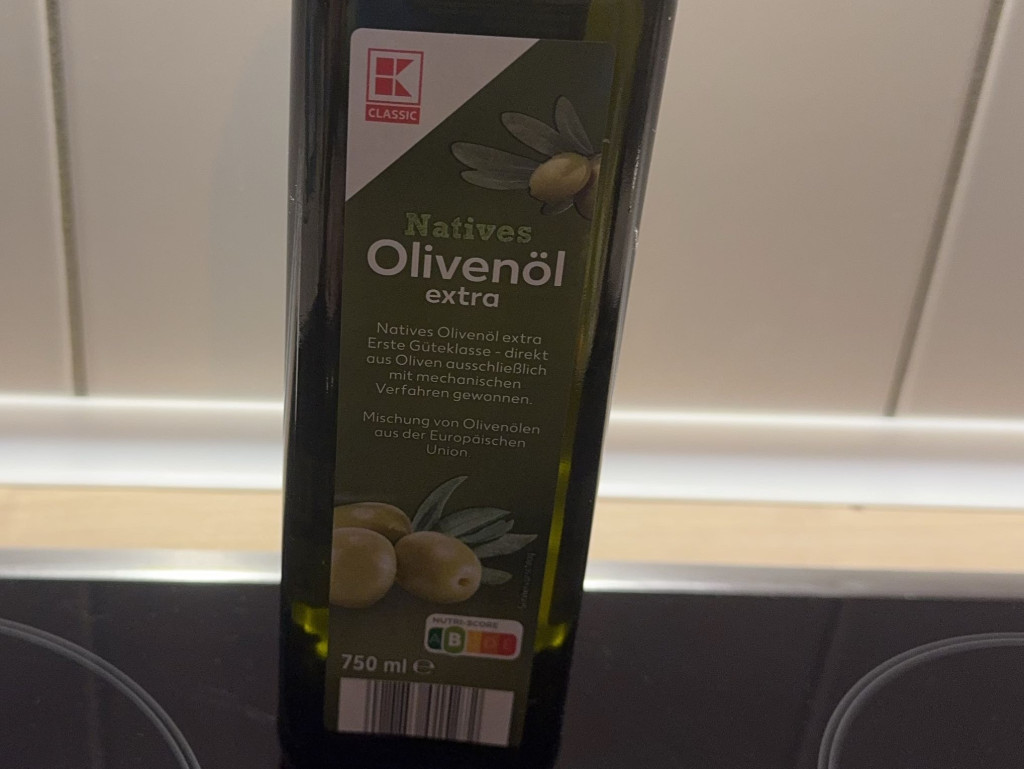 K
CLASSIC
Natives
Olivenöl
extra
Natives Olivenöl extra
Erste Güteklasse - direkt
aus Oliven ausschließlich
mit mechanischen
Verfahren gewonnen.
Mischung von Olivenölen
aus der Europäischen
Union
NUTRI-SCORE
A B C D E
750 ml ℮